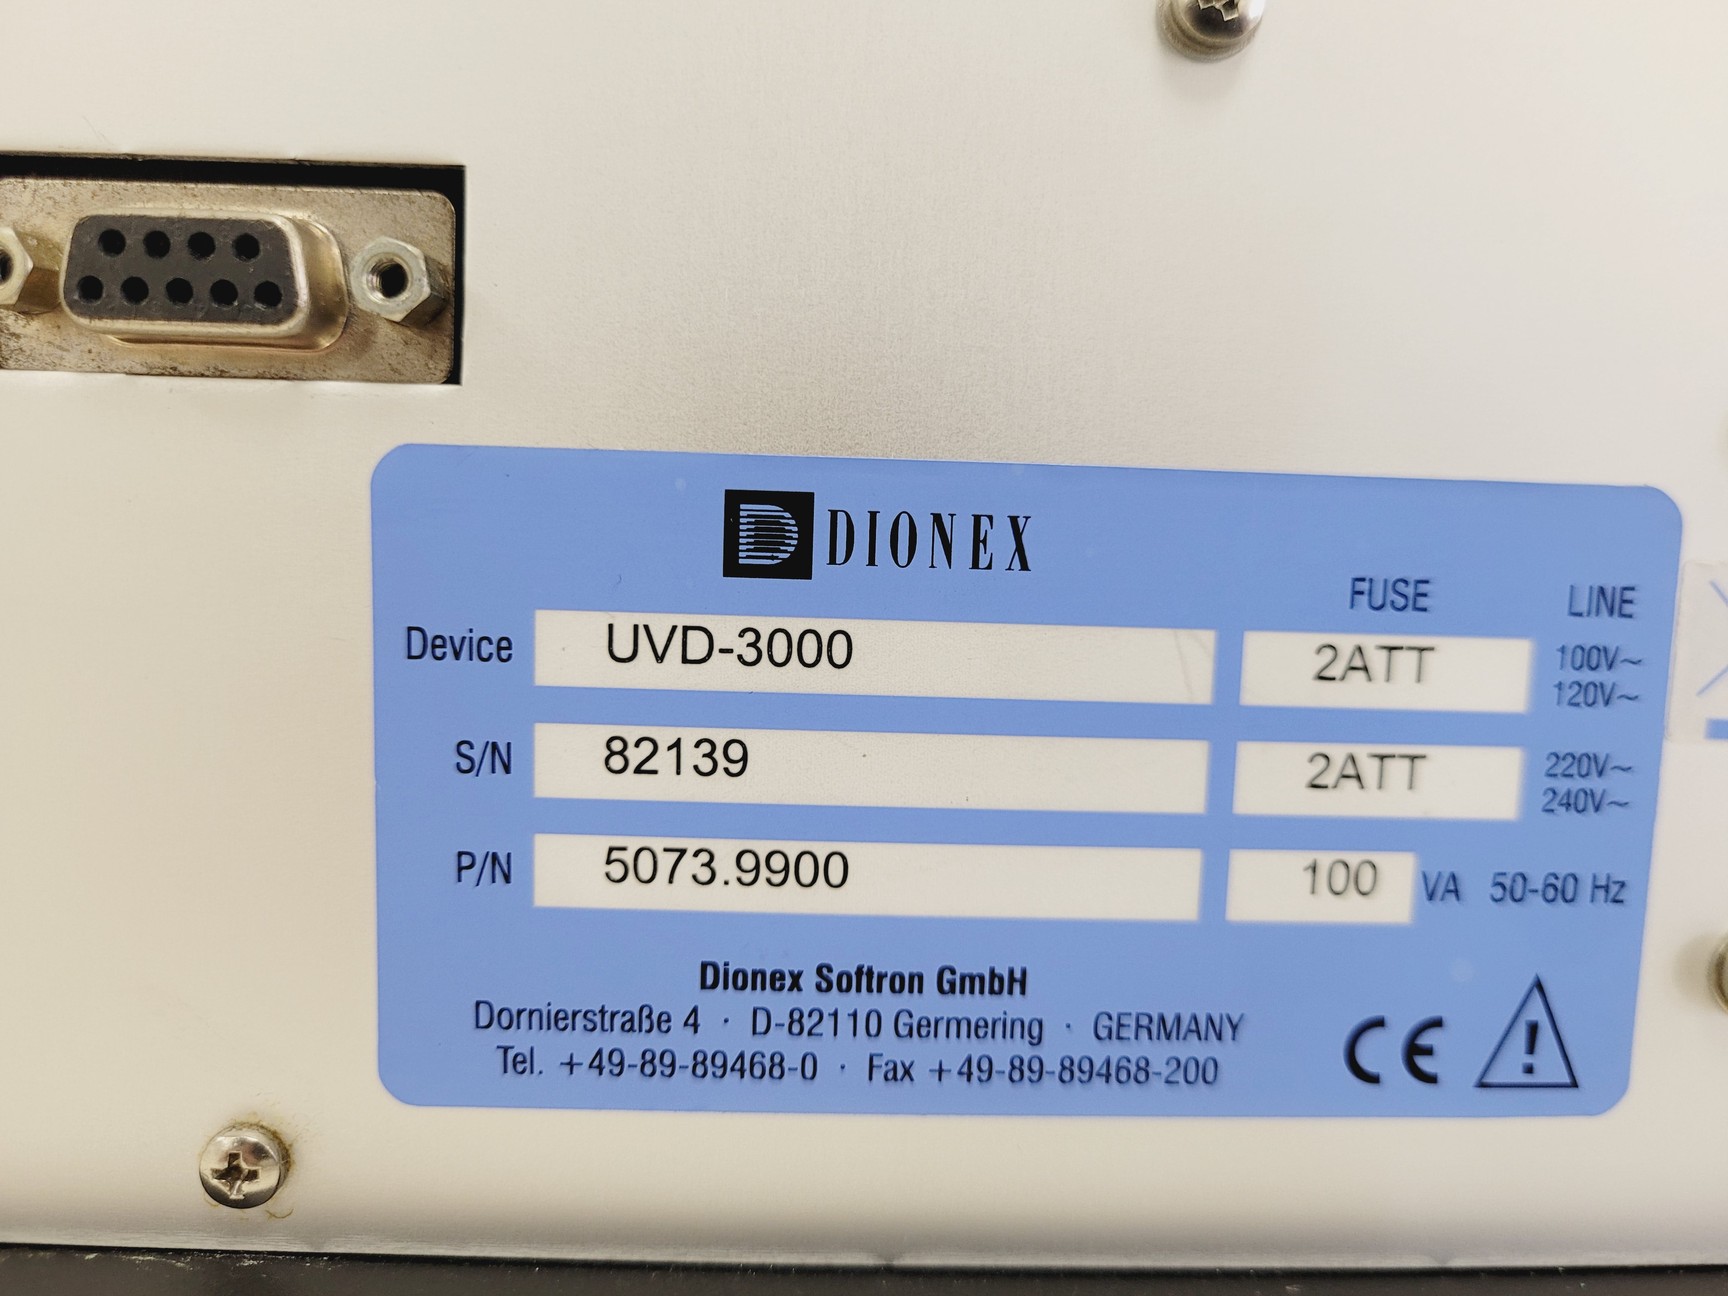 DIONEX
FUSE LINE
Device UVD-3000 2ATT 100V~
120V~
S/N 82139 2ATT 220V~
240V~
P/N 5073.9900 100 VA 50-60 Hz
Dionex Softron GmbH
Dornierstraße 4 · D-82110 Germering · GERMANY
Tel. +49-89-89468-0 · Fax +49-89-89468-200
CE